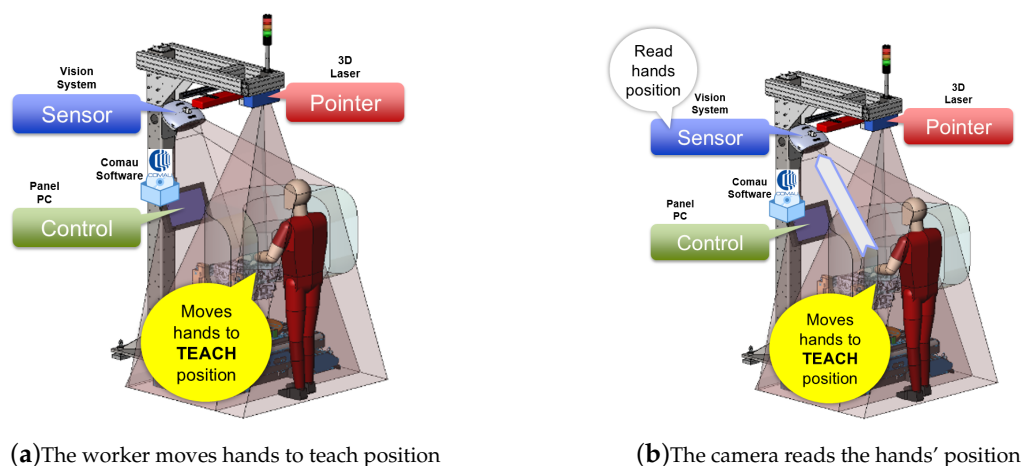 Vision
System
Sensor
3D
Laser
Pointer
Comau
Software
COMAU
Panel
PC
Control
Moves
hands to
TEACH
position
(a)The worker moves hands to teach position
Read
hands
position
Vision
System
Sensor
3D
Laser
Pointer
Comau
Software
COMAU
Panel
PC
Control
Moves
hands to
TEACH
position
(b)The camera reads the hands' position